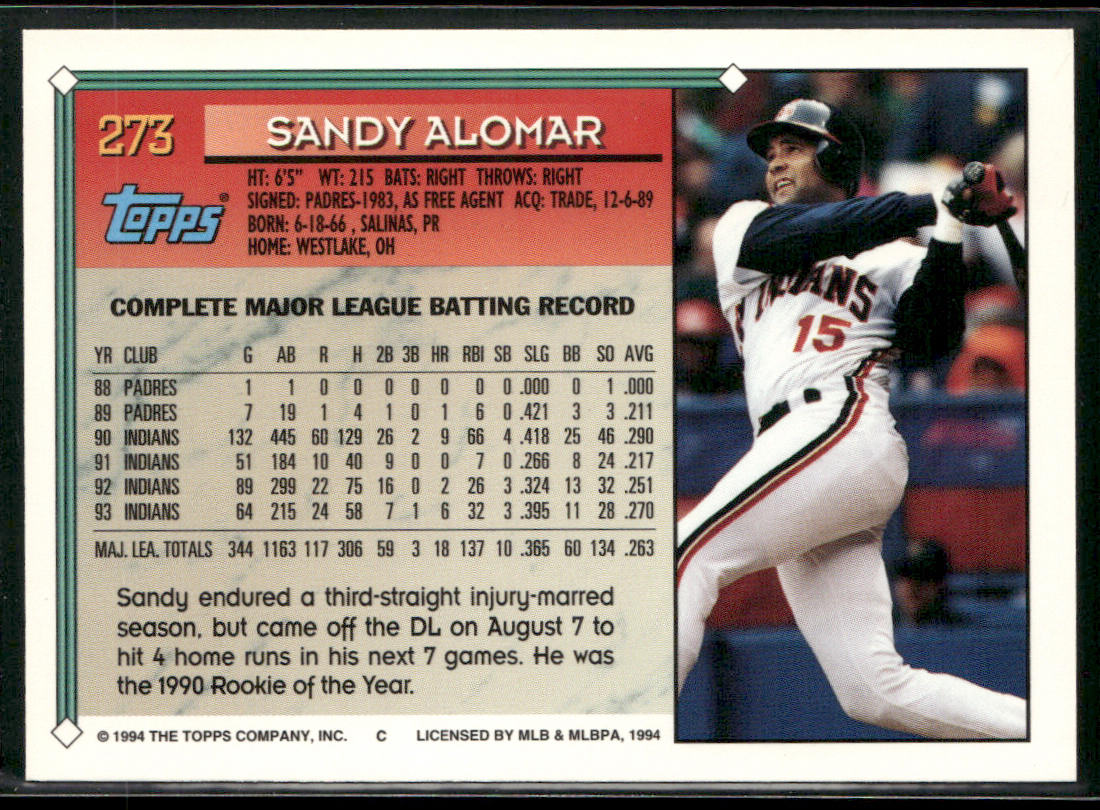 273
SANDY ALOMAR
Topps®
HT: 6'5" WT: 215 BATS: RIGHT THROWS: RIGHT
SIGNED: PADRES-1983, AS FREE AGENT ACQ: TRADE, 12-6-89
BORN: 6-18-66 , SALINAS, PR
HOME: WESTLAKE, OH
COMPLETE MAJOR LEAGUE BATTING RECORD
YR CLUB G AB R H 2B 3B HR RBI SB SLG BB SO AVG
88 PADRES 1 1 0 0 0 0 0 0 0 .000 0 1 .000
89 PADRES 7 19 1 4 1 0 1 6 0 .421 3 3 .211
90 INDIANS 132 445 60 129 26 2 9 66 4 .418 25 46 .290
91 INDIANS 51 184 10 40 9 0 0 7 0 .266 8 24 .217
92 INDIANS 89 299 22 75 16 0 2 26 3 .324 13 32 .251
93 INDIANS 64 215 24 58 7 1 6 32 3 .395 11 28 .270
MAJ. LEA. TOTALS 344 1163 117 306 59 3 18 137 10 .365 60 134 .263
Sandy endured a third-straight injury-marred
season, but came off the DL on August 7 to
hit 4 home runs in his next 7 games. He was
the 1990 Rookie of the Year.
© 1994 THE TOPPS COMPANY, INC. C LICENSED BY MLB & MLBPA, 1994
INDIANS
15